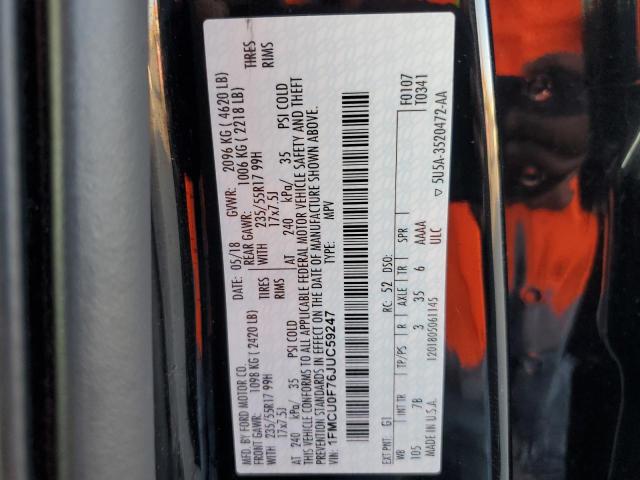 MFD. BY FORD MOTOR CO.
DATE: 05/18
GVWR: 2096 KG ( 4620 LB)
FRONT GAWR: 1098 KG ( 2420 LB)
REAR GAWR: 1006 KG ( 2218 LB)
WITH 235/55R17 99H TIRES
WITH 235/55R17 99H TIRES
17x7.5J RIMS
17x7.5J RIMS
AT 240 kPa/ 35 PSI COLD
AT 240 kPa/ 35 PSI COLD
THIS VEHICLE CONFORMS TO ALL APPLICABLE FEDERAL MOTOR VEHICLE SAFETY AND THEFT
PREVENTION STANDARDS IN EFFECT ON THE DATE OF MANUFACTURE SHOWN ABOVE.
VIN: 1FMCU0F76JUC59247
TYPE: MPV
EXT PNT: G1 RC: 52 DSO: F0107
WB INT TR TP/PS R AXLE TR SPR T0341
105 7B 3 35 6 AAAA
MADE IN U.S.A. 1201805061145 ULC
▽ 5U5A-3520472-AA